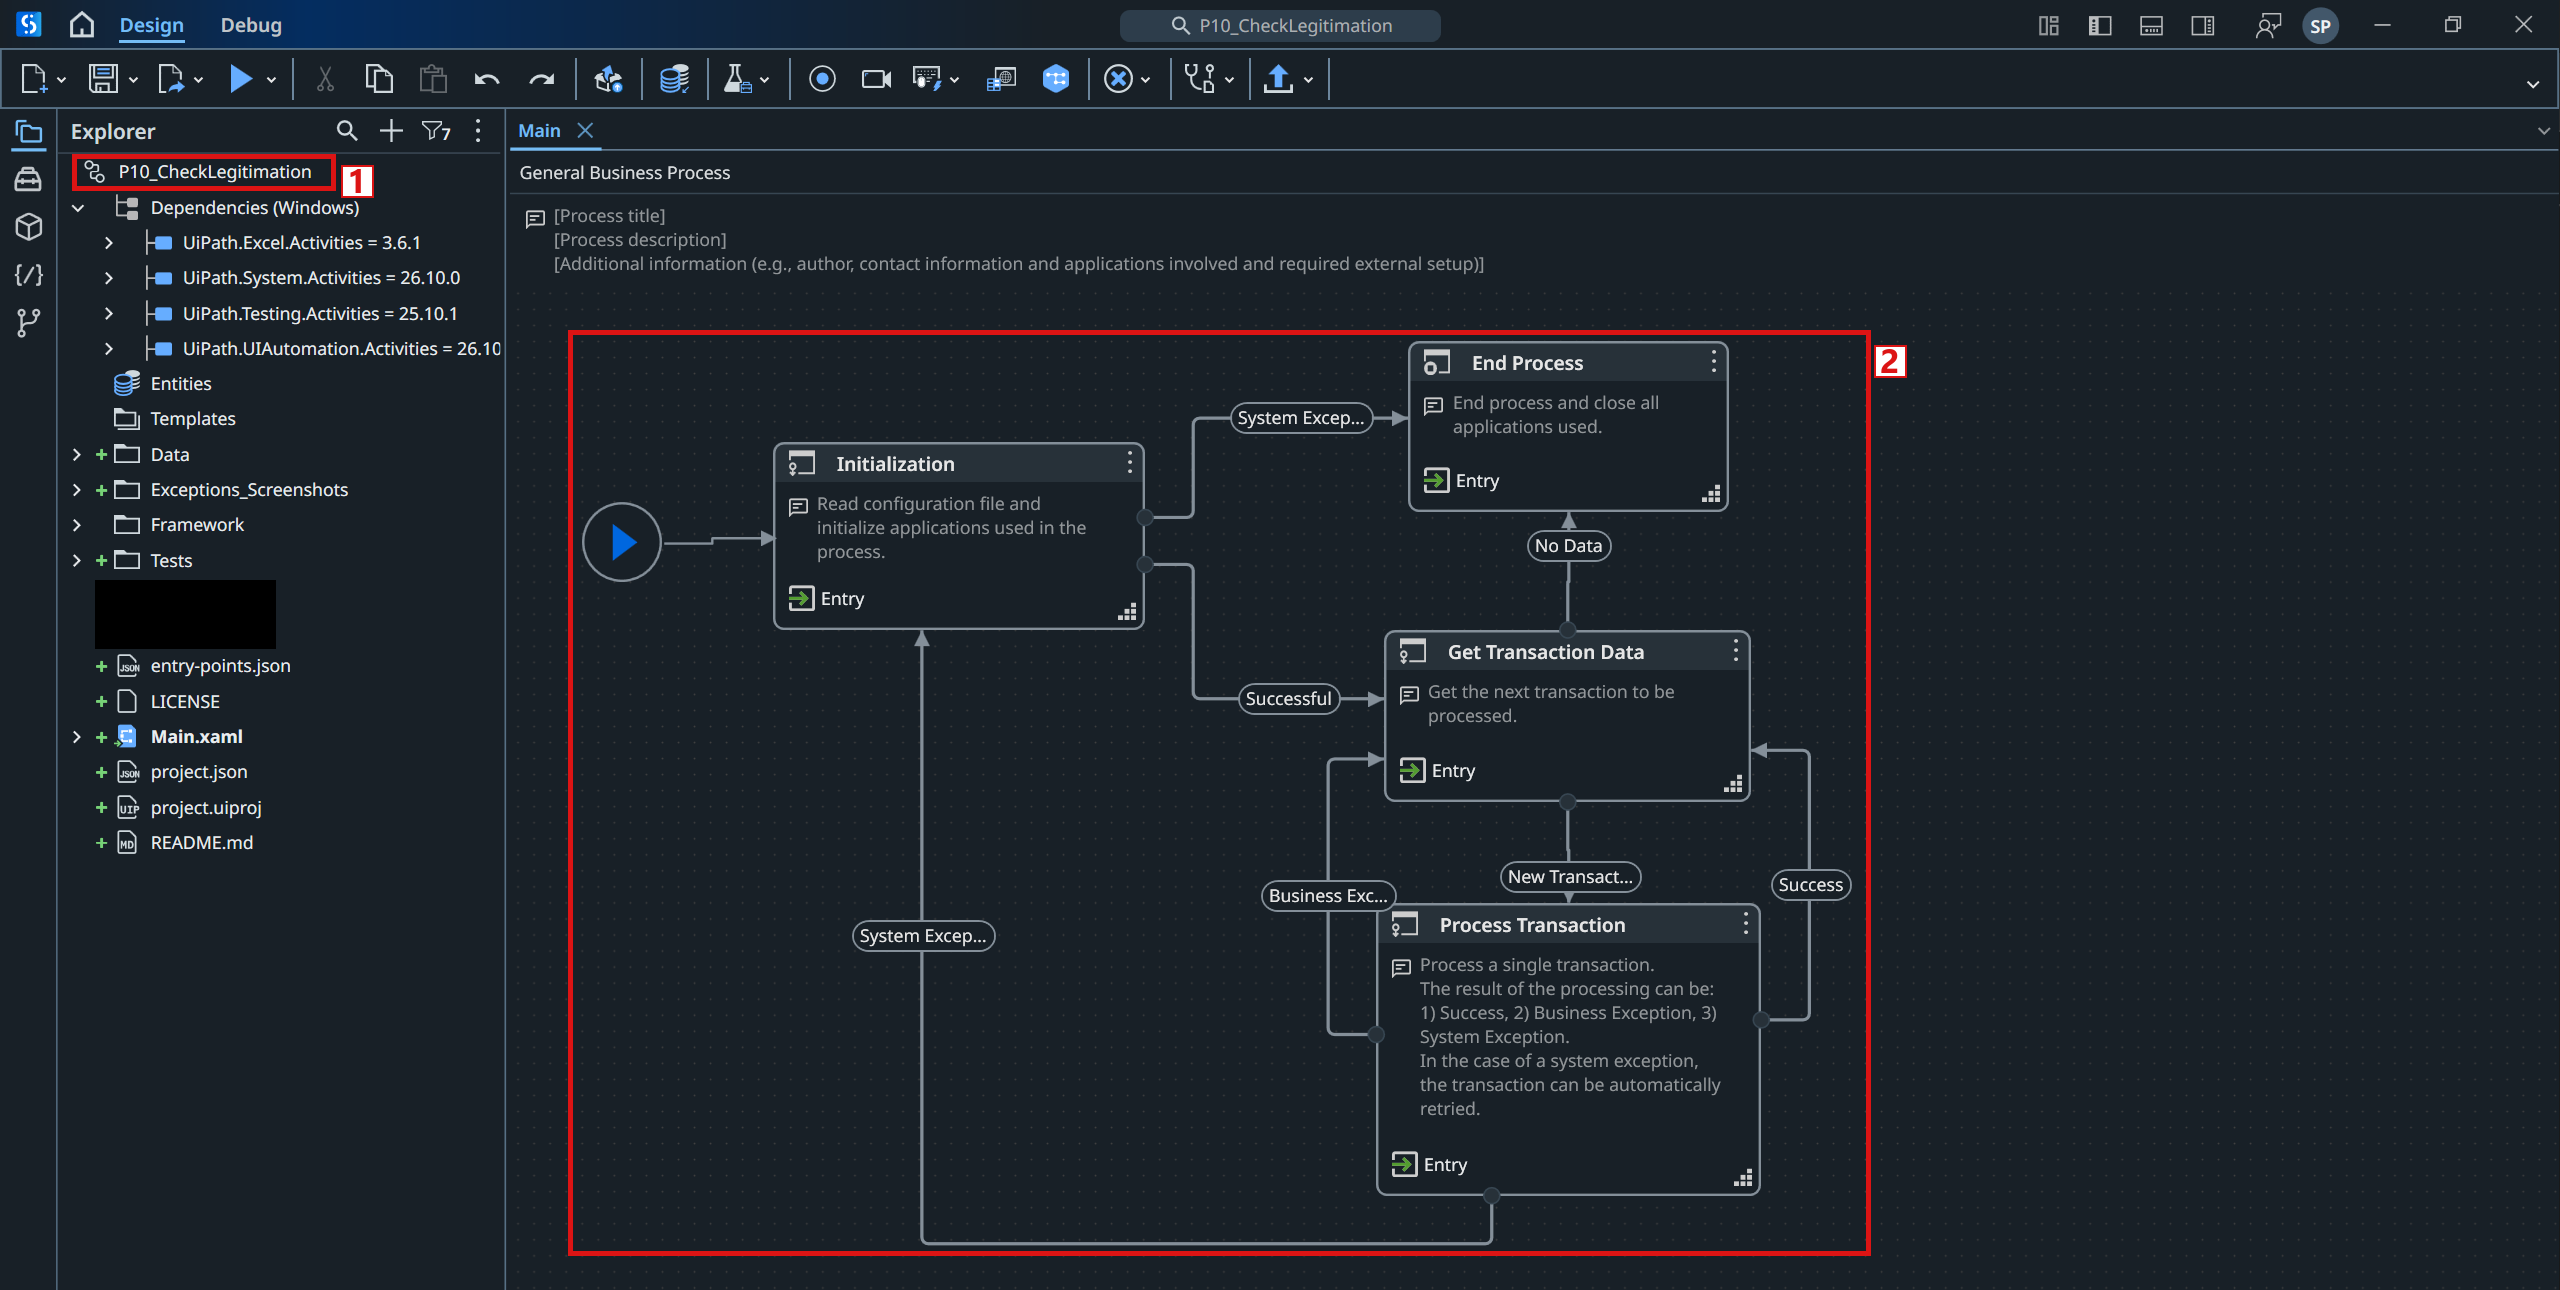 Design
Debug
P10_CheckLegitimation
SP
Explorer
7
Main
P10_CheckLegitimation
1
General Business Process
Dependencies (Windows)
UiPath.Excel.Activities = 3.6.1
UiPath.System.Activities = 26.10.0
UiPath.Testing.Activities = 25.10.1
UiPath.UIAutomation.Activities = 26.10
Entities
Templates
Data
Exceptions_Screenshots
Framework
Tests
JSON entry-points.json
LICENSE
Main.xaml
JSON project.json
UIP project.uiproj
MD README.md
[Process title]
[Process description]
[Additional information (e.g., author, contact information and applications involved and required external setup)]
2
End Process
End process and close all
applications used.
Entry
System Excep...
Initialization
Read configuration file and
initialize applications used in the
process.
Entry
No Data
Successful
Get Transaction Data
Get the next transaction to be
processed.
Entry
New Transact...
Business Exc...
Success
System Excep...
Process Transaction
Process a single transaction.
The result of the processing can be:
1) Success, 2) Business Exception, 3)
System Exception.
In the case of a system exception,
the transaction can be automatically
retried.
Entry